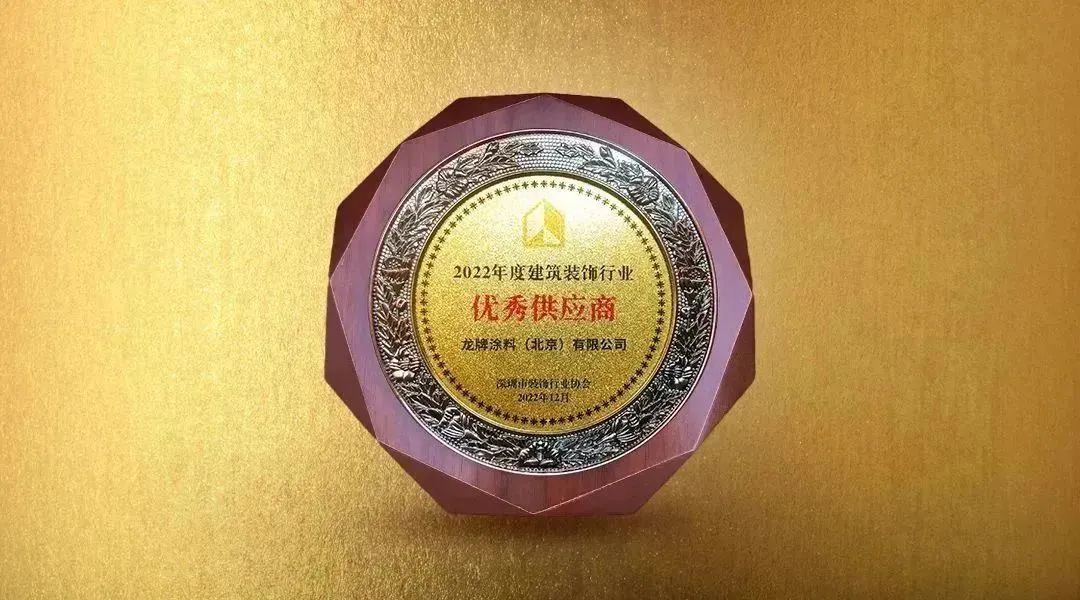 2022年度建筑装饰行业
优秀供应商
龙牌涂料（北京）有限公司
深圳市装饰行业协会
2022年12月